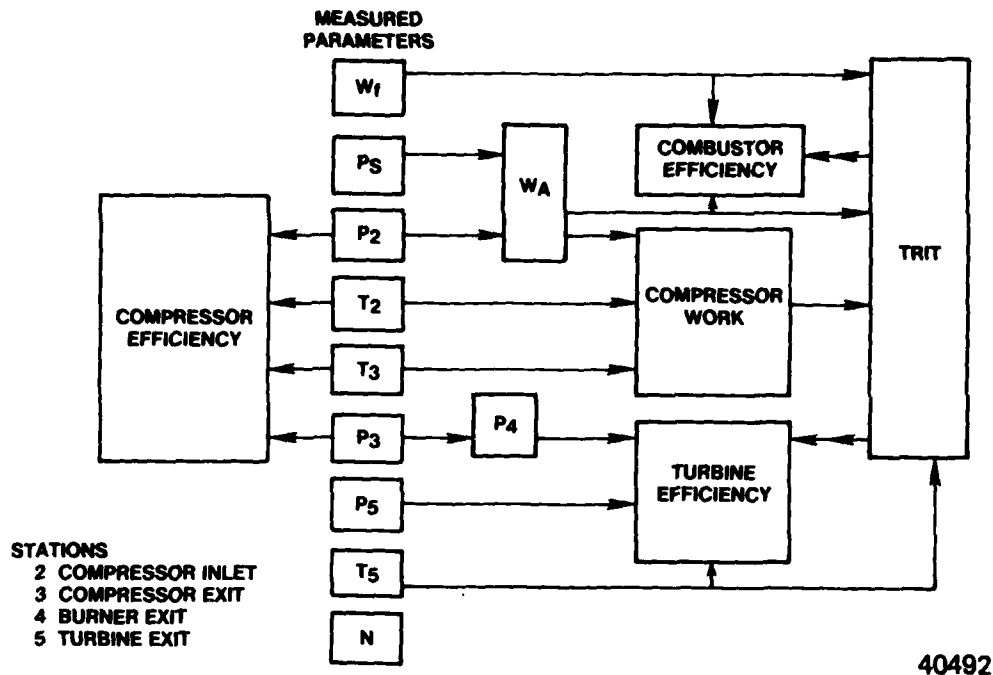 MEASURED
PARAMETERS
Wf
PS
P2
T2
T3
P3
P5
T5
N
WA
P4
COMPRESSOR
EFFICIENCY
COMBUSTOR
EFFICIENCY
COMPRESSOR
WORK
TURBINE
EFFICIENCY
TRIT
STATIONS
2 COMPRESSOR INLET
3 COMPRESSOR EXIT
4 BURNER EXIT
5 TURBINE EXIT
40492